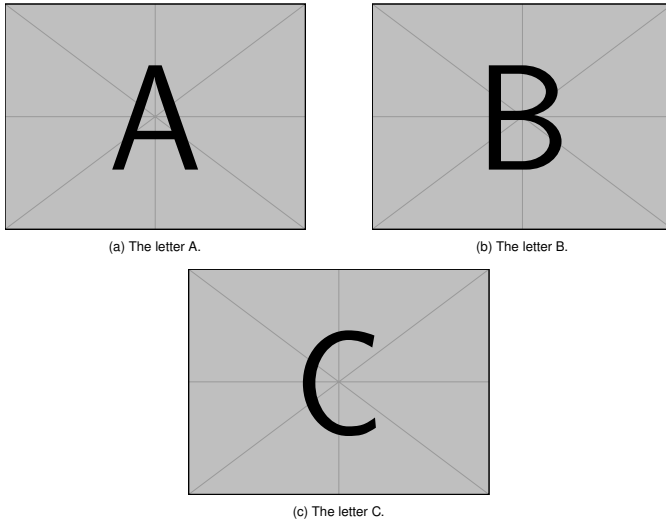 A
B
(a) The letter A.
(b) The letter B.
C
(c) The letter C.